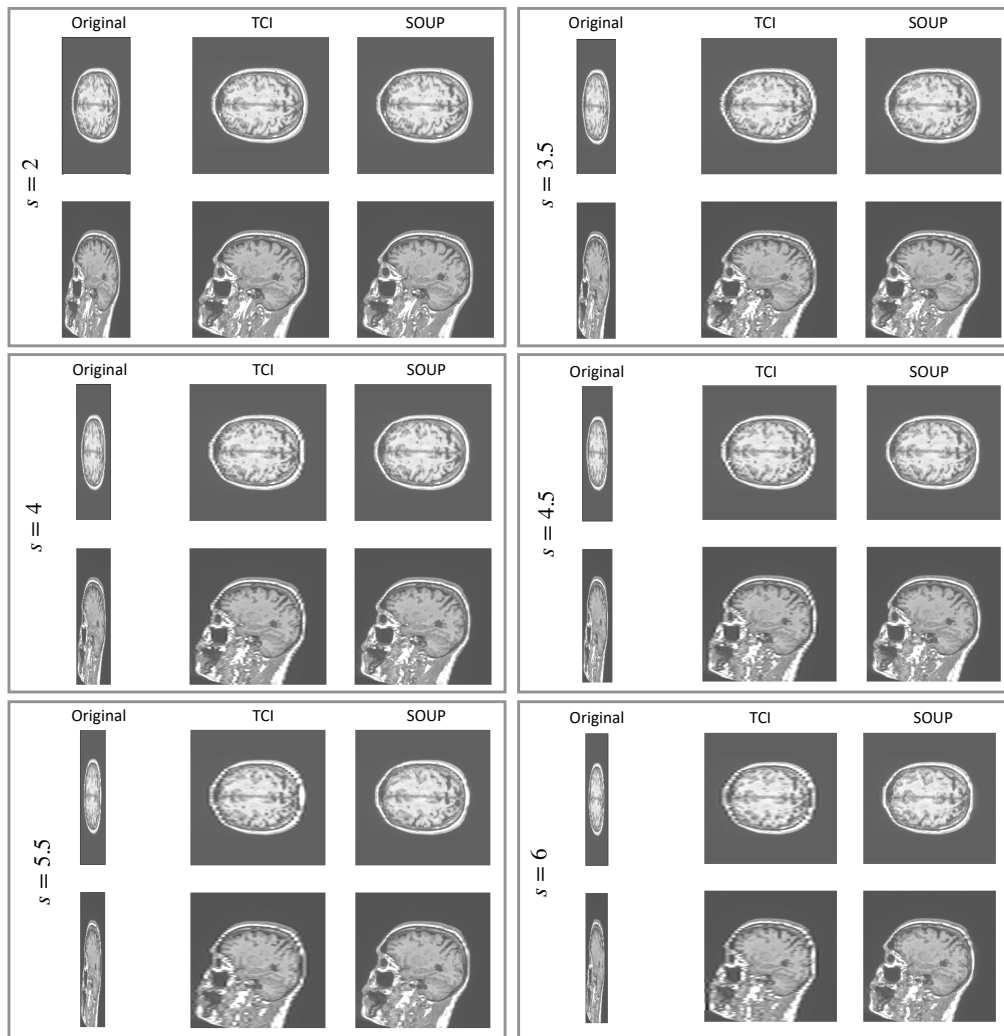 Original TCI SOUP
s = 2
Original TCI SOUP
s = 3.5
Original TCI SOUP
s = 4
Original TCI SOUP
s = 4.5
Original TCI SOUP
s = 5.5
Original TCI SOUP
s = 6